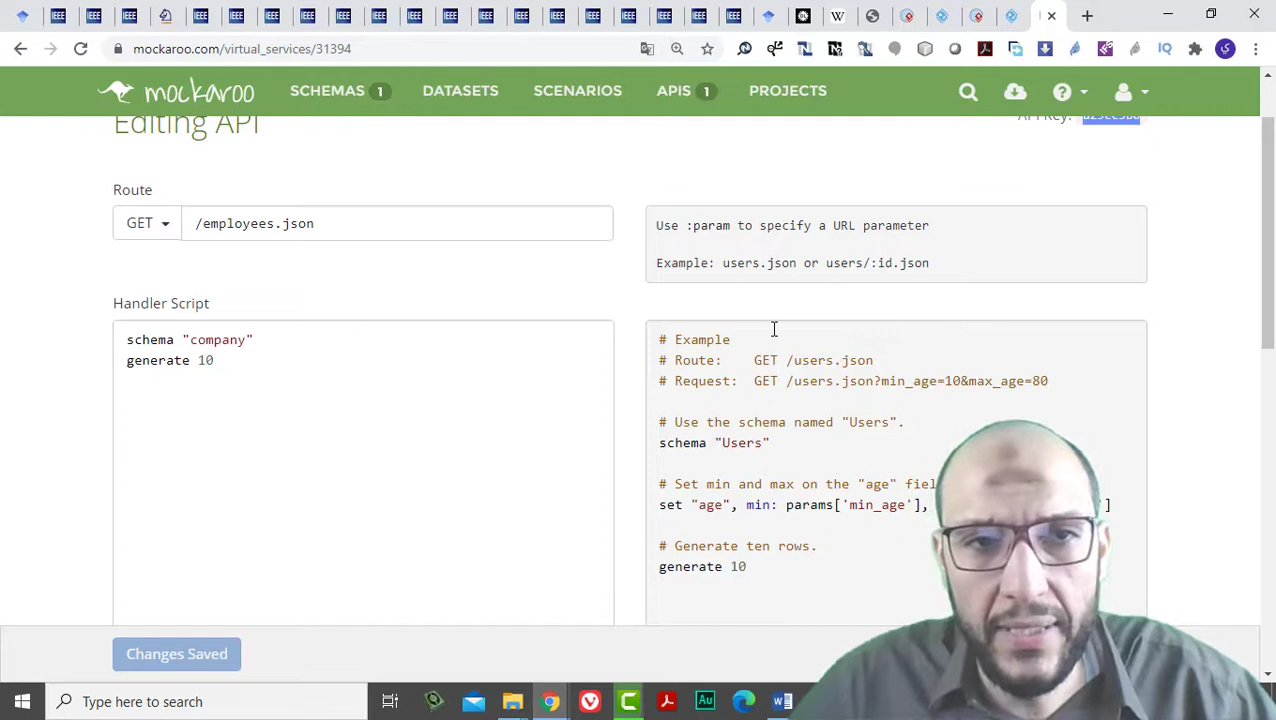 mockaroo.com/virtual_services/31394
mockaroo
SCHEMAS 1
DATASETS
SCENARIOS
APIS 1
PROJECTS
Editing API
API Key:
Route
GET
/employees.json
Use :param to specify a URL parameter
Example: users.json or users/:id.json
Handler Script
schema "company"
generate 10
# Example
# Route: GET /users.json
# Request: GET /users.json?min_age=10&max_age=80
# Use the schema named "Users".
schema "Users"
# Set min and max on the "age"
set "age", min: params['min_age'],
# Generate ten rows.
generate 10
Changes Saved
Type here to search